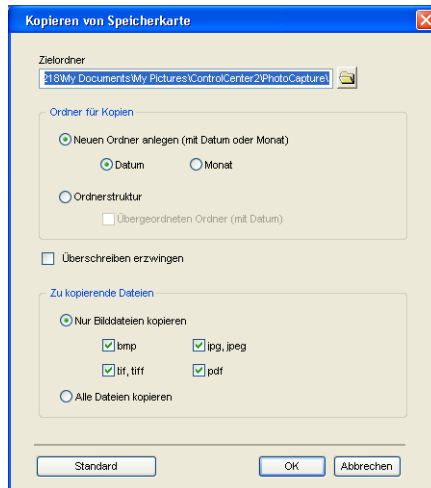 Kopieren von Speicherkarte
Zielordner
218\My Documents\My Pictures\ControlCenter2\PhotoCapture\
Ordner für Kopien
Neuen Ordner anlegen (mit Datum oder Monat)
Datum Monat
Ordnerstruktur
Übergeordneten Ordner (mit Datum)
Überschreiben erzwingen
Zu kopierende Dateien
Nur Bilddateien kopieren
bmp jpg, jpeg
tif, tiff pdf
Alle Dateien kopieren
Standard OK Abbrechen